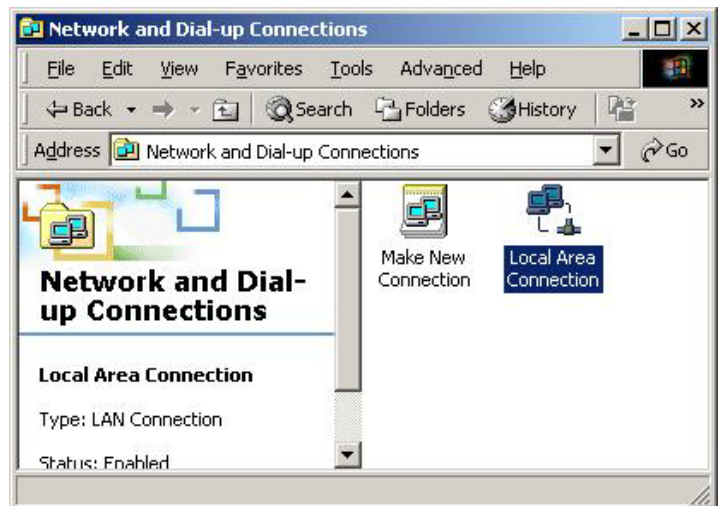 Network and Dial-up Connections
File Edit View Favorites Tools Advanced Help
Back Search Folders History »
Address Network and Dial-up Connections Go
Network and Dial-
up Connections
Local Area Connection
Type: LAN Connection
Status: Enabled
Make New
Connection
Local Area
Connection